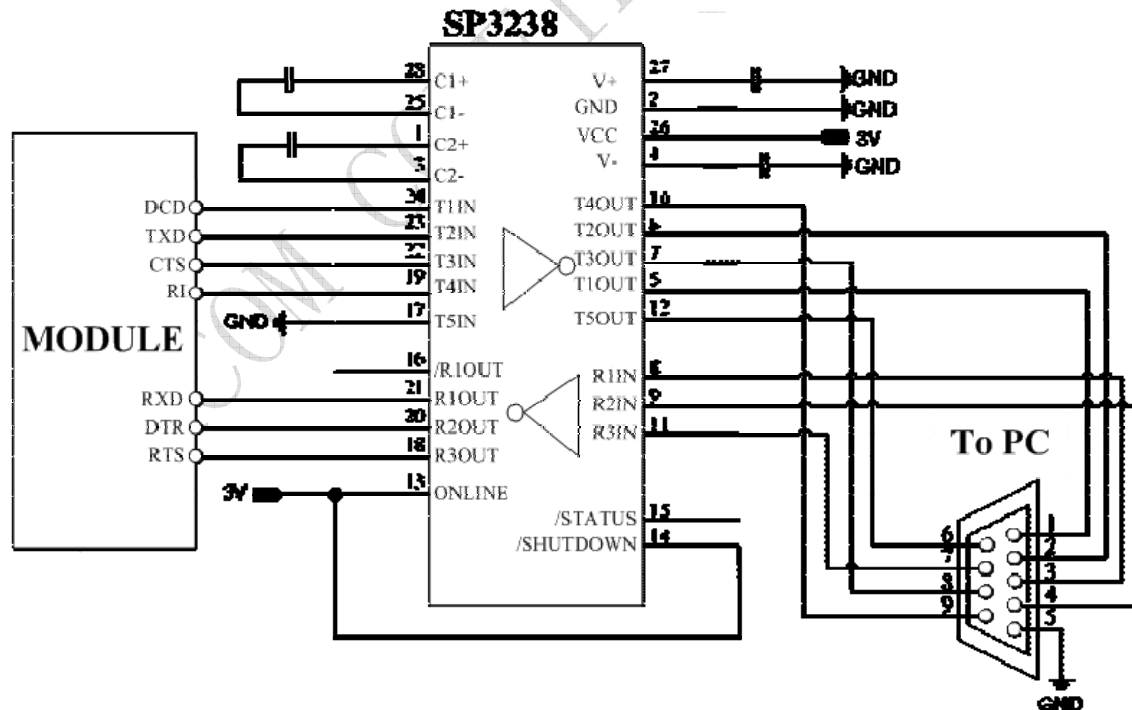 SP3238
28 C1+
25 C1-
1 C2+
C2-
24 T1IN
23 T2IN
22 T3IN
19 T4IN
17 T5IN
16 /R1OUT
21 R1OUT
20 R2OUT
18 R3OUT
13 ONLINE
V+ 27
GND 2
VCC 26
V- 4
T4OUT 10
T2OUT 6
T3OUT 7
T1OUT 5
T5OUT 12
R1IN 8
R2IN 9
R3IN 11
/STATUS 15
/SHUTDOWN 14
GND
GND
3V
GND
DCD
TXD
CTS
RI
MODULE
RXD
DTR
RTS
GND
3V
To PC
6
7
8
9
1
2
3
4
5
GND
COM